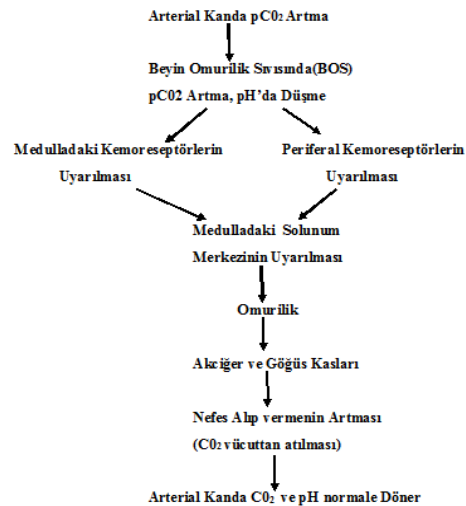 Arterial Kanda pC0₂ Artma
Beyin Omurilik Sıvısında(BOS)
pC02 Artma, pH'da Düşme
Medulladaki Kemoreseptörlerin
Uyarılması
Periferal Kemoreseptörlerin
Uyarılması
Medulladaki Solunum
Merkezinin Uyarılması
Omurilik
Akciğer ve Göğüs Kasları
Nefes Alıp vermenin Artması
(C0₂ vücuttan atılması)
Arterial Kanda C0₂ ve pH normale Döner